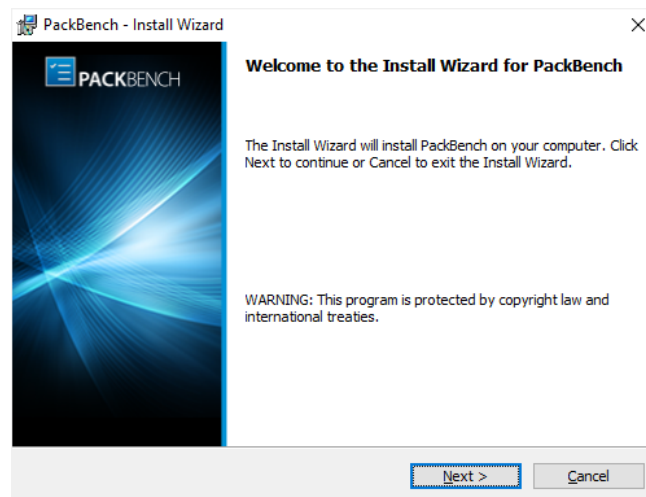 PackBench - Install Wizard
PACKBENCH
Welcome to the Install Wizard for PackBench
The Install Wizard will install PackBench on your computer. Click
Next to continue or Cancel to exit the Install Wizard.
WARNING: This program is protected by copyright law and
international treaties.
Next >
Cancel